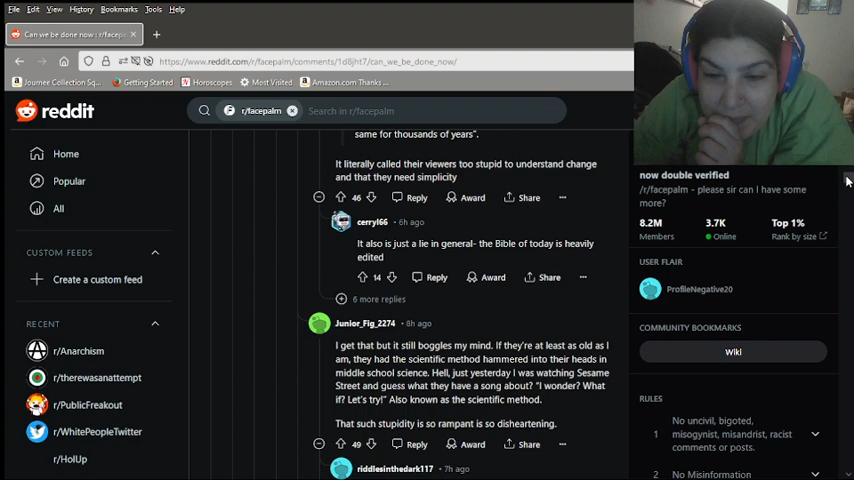 File Edit View History Bookmarks Tools Help
Can we be done now : r/facep
https://www.reddit.com/r/facepalm/comments/1d8jht7/can_we_be_done_now/
Journee Collection Sq... Getting Started Horoscopes Most Visited Amazon.com Thanks ...
reddit
r/facepalm Search in r/facepalm
Home
Popular
All
CUSTOM FEEDS
Create a custom feed
RECENT
r/Anarchism
r/therewasanattempt
r/PublicFreakout
r/WhitePeopleTwitter
r/HolUp
same for thousands of years".
It literally called their viewers too stupid to understand change
and that they need simplicity
46 Reply Award Share
cerryl66 • 6h ago
It also is just a lie in general- the Bible of today is heavily
edited
14 Reply Award Share
6 more replies
Junior_Fig_2274 • 8h ago
I get that but it still boggles my mind. If they're at least as old as I
am, they had the scientific method hammered into their heads in
middle school science. Hell, just yesterday I was watching Sesame
Street and guess what they have a song about? "I wonder? What
if? Let's try!" Also known as the scientific method.
That such stupidity is so rampant is so disheartening.
49 Reply Award Share
riddlesinthedark117 • 7h ago
now double verified
/r/facepalm - please sir can I have some
more?
8.2M 3.7K Top 1%
Members Online Rank by size
USER FLAIR
ProfileNegative20
COMMUNITY BOOKMARKS
Wiki
RULES
1 No uncivil, bigoted,
misogynist, misandrist, racist
comments or posts.
2 No Misinformation